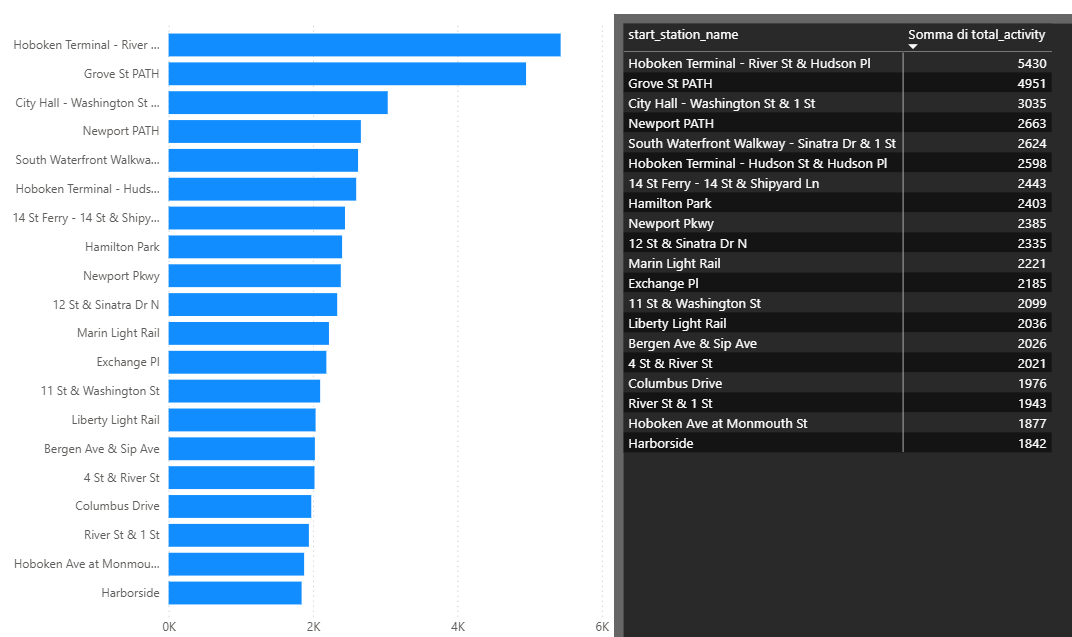 Hoboken Terminal - River ...
Grove St PATH
City Hall - Washington St ...
Newport PATH
South Waterfront Walkwa...
Hoboken Terminal - Huds...
14 St Ferry - 14 St & Shipy...
Hamilton Park
Newport Pkwy
12 St & Sinatra Dr N
Marin Light Rail
Exchange Pl
11 St & Washington St
Liberty Light Rail
Bergen Ave & Sip Ave
4 St & River St
Columbus Drive
River St & 1 St
Hoboken Ave at Monmou...
Harborside
0K 2K 4K 6K
start_station_name Somma di total_activity
Hoboken Terminal - River St & Hudson Pl 5430
Grove St PATH 4951
City Hall - Washington St & 1 St 3035
Newport PATH 2663
South Waterfront Walkway - Sinatra Dr & 1 St 2624
Hoboken Terminal - Hudson St & Hudson Pl 2598
14 St Ferry - 14 St & Shipyard Ln 2443
Hamilton Park 2403
Newport Pkwy 2385
12 St & Sinatra Dr N 2335
Marin Light Rail 2221
Exchange Pl 2185
11 St & Washington St 2099
Liberty Light Rail 2036
Bergen Ave & Sip Ave 2026
4 St & River St 2021
Columbus Drive 1976
River St & 1 St 1943
Hoboken Ave at Monmouth St 1877
Harborside 1842